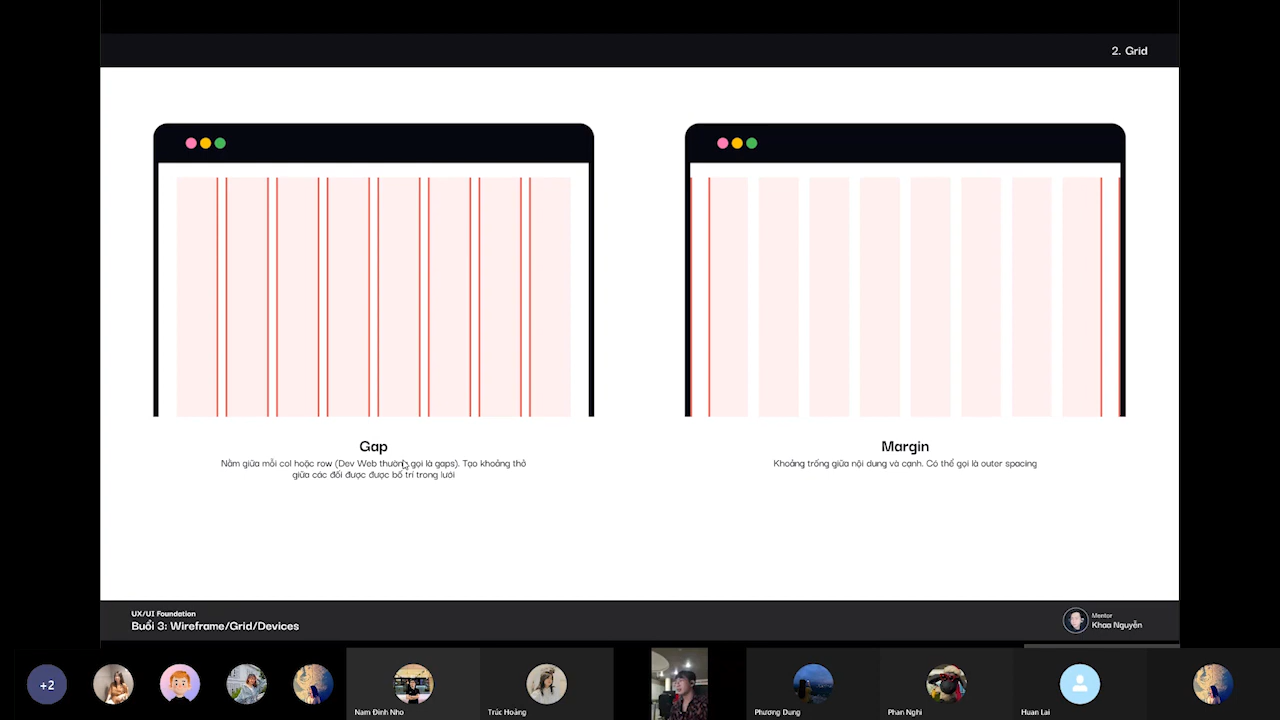 2. Grid
Gap
Nằm giữa mỗi col hoặc row (Dev Web thường gọi là gaps). Tạo khoảng thở
giữa các đối được được bố trí trong lưới
Margin
Khoảng trống giữa nội dung và cạnh. Có thể gọi là outer spacing
UX/UI Foundation
Buổi 3: Wireframe/Grid/Devices
Mentor
Khaa Nguyễn
+2
Nam Đinh Nho
Trúc Hoàng
Phương Dung
Phan Nghi
Huan Lai